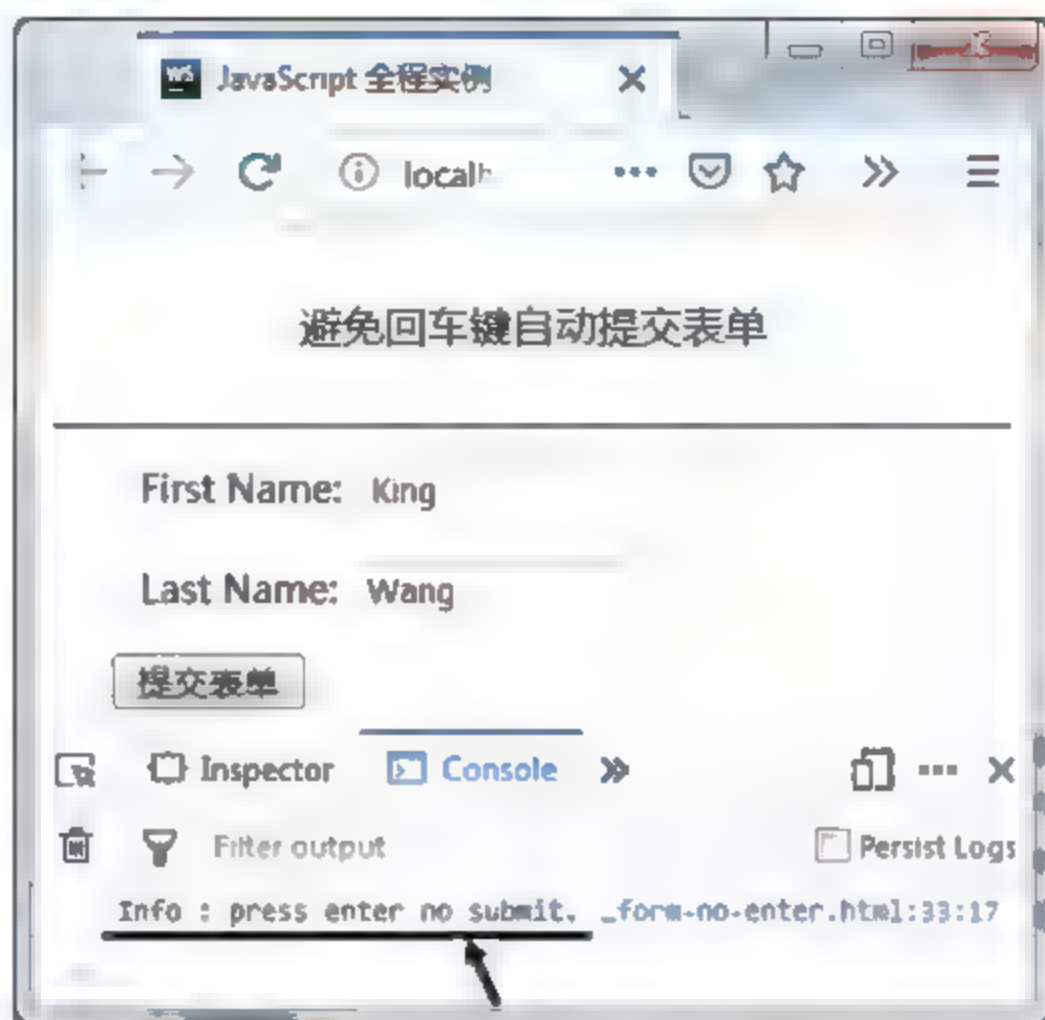 WS JavaScript 全程实例
localh
避免回车键自动提交表单
First Name: King
Last Name: Wang
提交表单
Inspector Console
Filter output Persist Logs
Info : press enter no submit. _form-no-enter.html:33:17